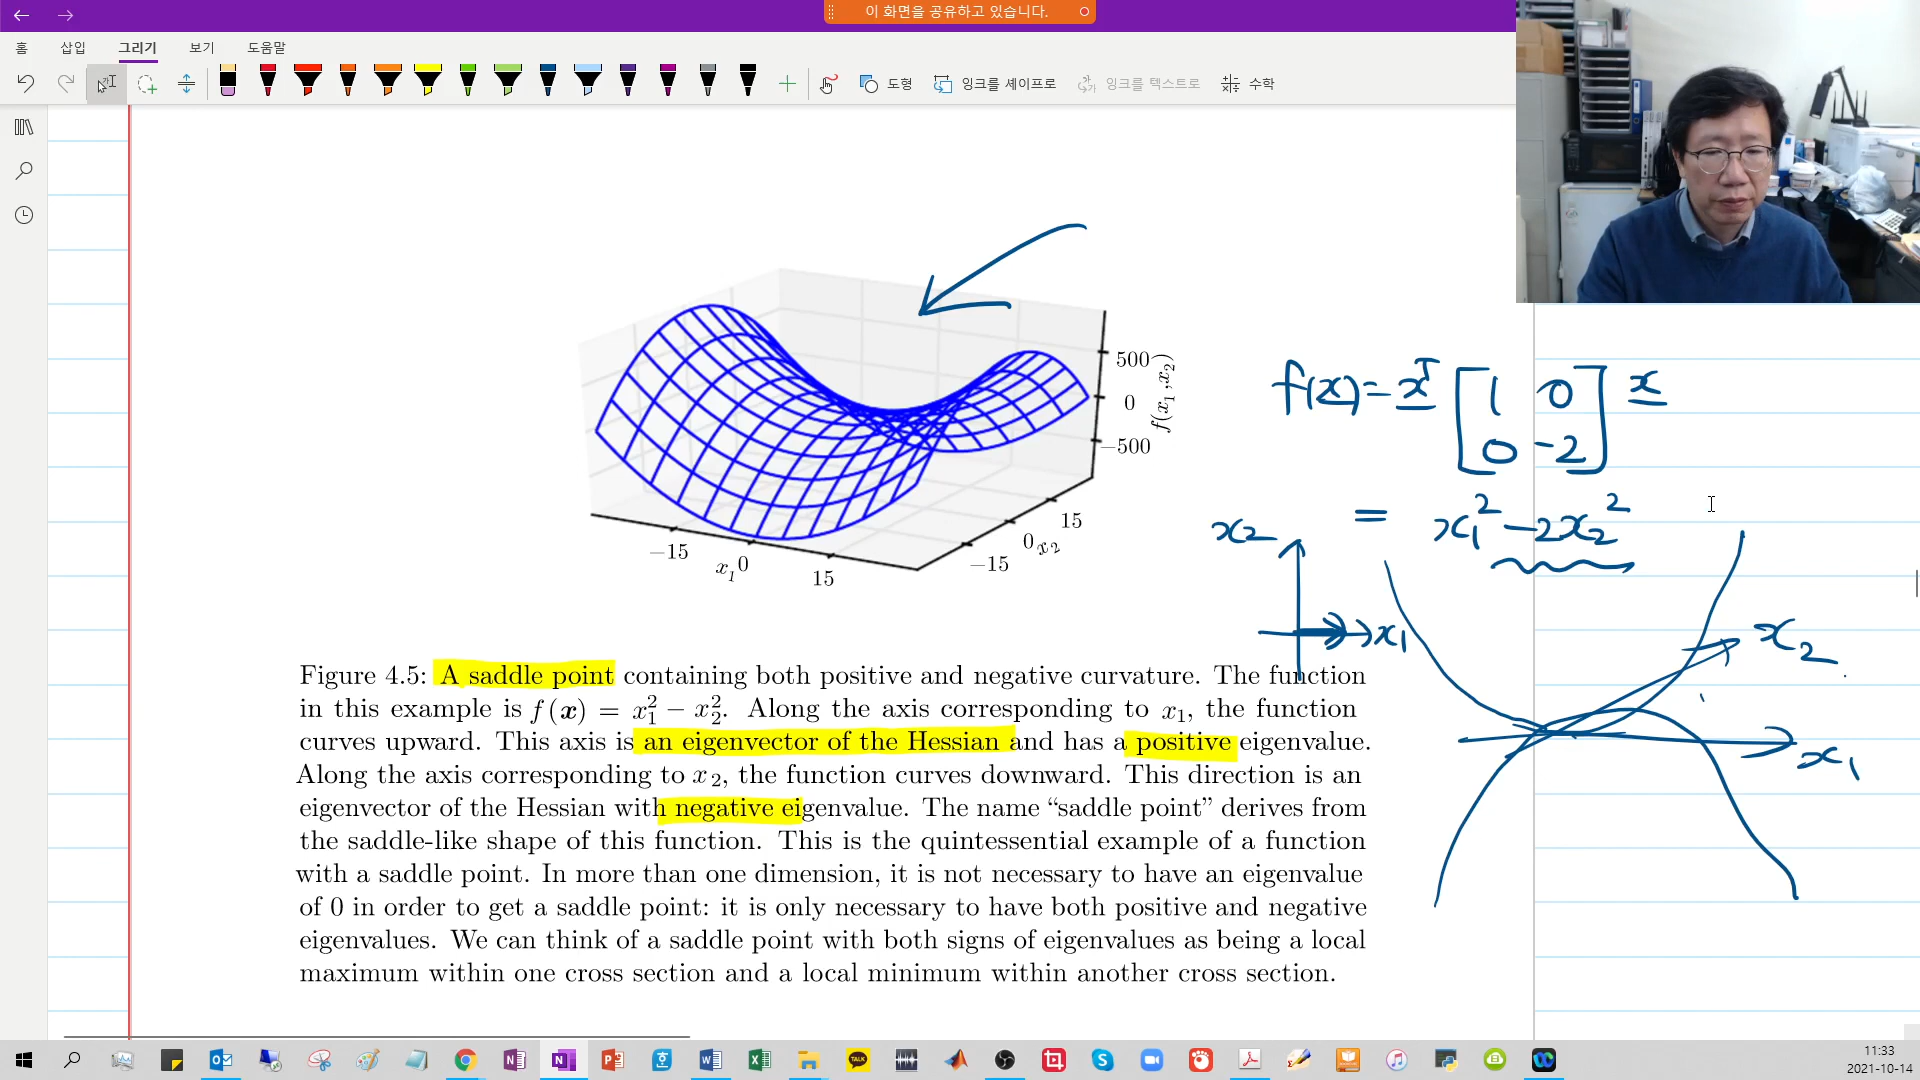 이 화면을 공유하고 있습니다.
홈 삽입 그리기 보기 도움말
도형 잉크를 셰이프로 잉크를 텍스트로 수학
500
0
−500
f(x₁, x₂)
−15 0 15
x₁
−15 0 15
x₂
f(x) = xᵀ [1 0
0 -2] x
= x₁² - 2x₂²
x₂
x₁
x₂
x₁
Figure 4.5: A saddle point containing both positive and negative curvature. The function
in this example is f(x) = x₁² − x₂². Along the axis corresponding to x₁, the function
curves upward. This axis is an eigenvector of the Hessian and has a positive eigenvalue.
Along the axis corresponding to x₂, the function curves downward. This direction is an
eigenvector of the Hessian with negative eigenvalue. The name “saddle point” derives from
the saddle-like shape of this function. This is the quintessential example of a function
with a saddle point. In more than one dimension, it is not necessary to have an eigenvalue
of 0 in order to get a saddle point: it is only necessary to have both positive and negative
eigenvalues. We can think of a saddle point with both signs of eigenvalues as being a local
maximum within one cross section and a local minimum within another cross section.
11:33
2021-10-14